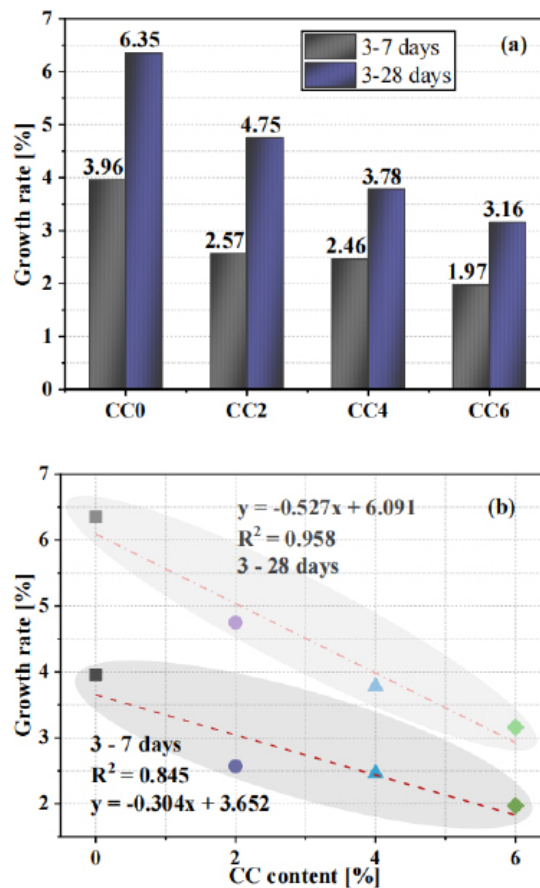 7
6
5
4
3
2
1
0
Growth rate [%]
3-7 days
3-28 days
(a)
6.35
3.96
4.75
2.57
3.78
2.46
3.16
1.97
CC0 CC2 CC4 CC6
7
6
5
4
3
2
Growth rate [%]
(b)
y = -0.527x + 6.091
R² = 0.958
3 - 28 days
3 - 7 days
R² = 0.845
y = -0.304x + 3.652
0 2 4 6
CC content [%]